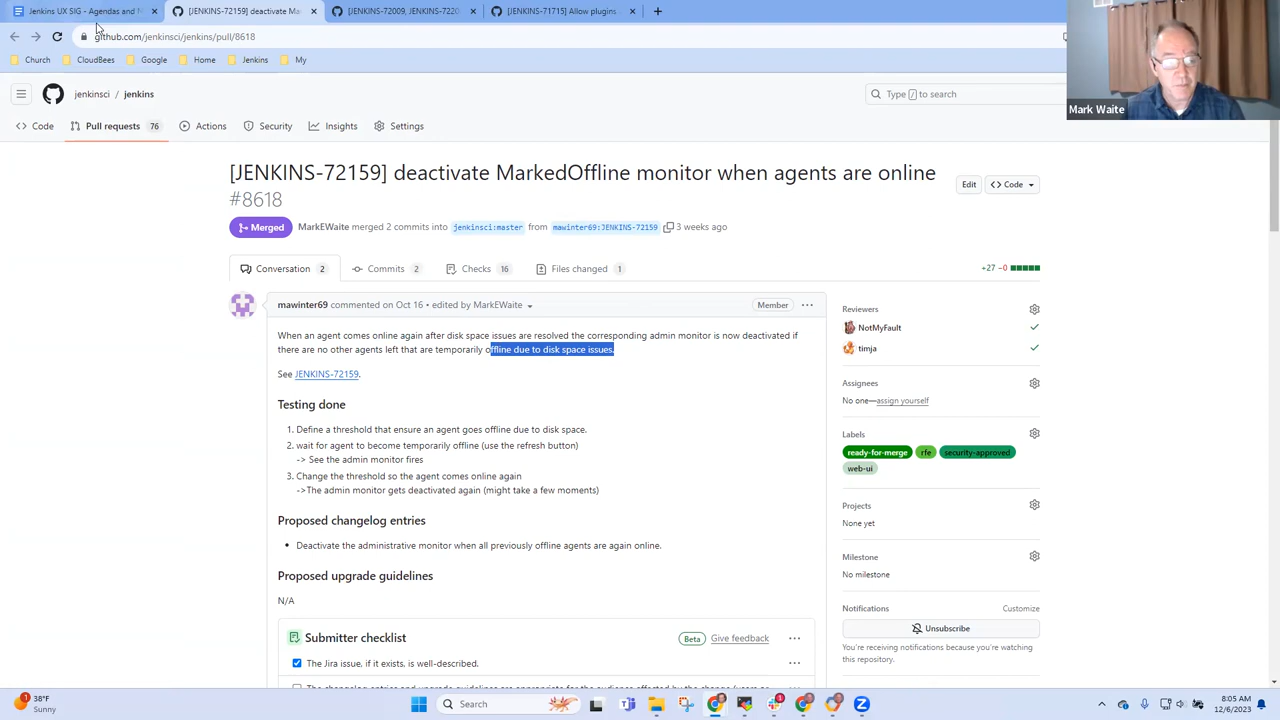 Jenkins UX SIG - Agendas and N
[JENKINS-72159] deactivate Ma
[JENKINS-72009, JENKINS-7220
[JENKINS-71715] Allow plugins
github.com/jenkinsci/jenkins/pull/8618
Church
CloudBees
Google
Home
Jenkins
My
Mark Waite
jenkinsci / jenkins
Type / to search
Code
Pull requests 76
Actions
Security
Insights
Settings
[JENKINS-72159] deactivate MarkedOffline monitor when agents are online
#8618
Edit
<> Code
Merged
MarkEWaite merged 2 commits into jenkinsci:master from mawinter69:JENKINS-72159 3 weeks ago
Conversation 2
Commits 2
Checks 16
Files changed 1
+27 −0
mawinter69 commented on Oct 16 • edited by MarkEWaite
Member
When an agent comes online again after disk space issues are resolved the corresponding admin monitor is now deactivated if
there are no other agents left that are temporarily offline due to disk space issues.
See JENKINS-72159.
Testing done
1. Define a threshold that ensure an agent goes offline due to disk space.
2. wait for agent to become temporarily offline (use the refresh button)
-> See the admin monitor fires
3. Change the threshold so the agent comes online again
->The admin monitor gets deactivated again (might take a few moments)
Proposed changelog entries
• Deactivate the administrative monitor when all previously offline agents are again online.
Proposed upgrade guidelines
N/A
Submitter checklist
Beta
Give feedback
The Jira issue, if it exists, is well-described.
Reviewers
NotMyFault
timja
Assignees
No one—assign yourself
Labels
ready-for-merge
rfe
security-approved
web-ui
Projects
None yet
Milestone
No milestone
Notifications
Customize
Unsubscribe
You're receiving notifications because you're watching
this repository.
38°F
Sunny
Search
8:05 AM
12/6/2023